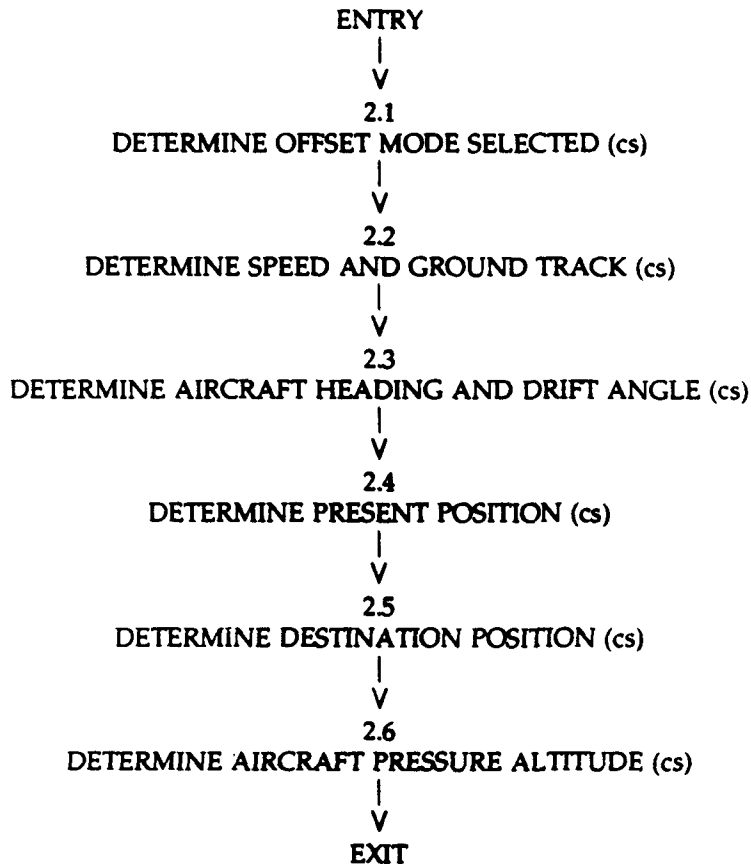 ENTRY
2.1
DETERMINE OFFSET MODE SELECTED (cs)
2.2
DETERMINE SPEED AND GROUND TRACK (cs)
2.3
DETERMINE AIRCRAFT HEADING AND DRIFT ANGLE (cs)
2.4
DETERMINE PRESENT POSITION (cs)
2.5
DETERMINE DESTINATION POSITION (cs)
2.6
DETERMINE AIRCRAFT PRESSURE ALTITUDE (cs)
EXIT